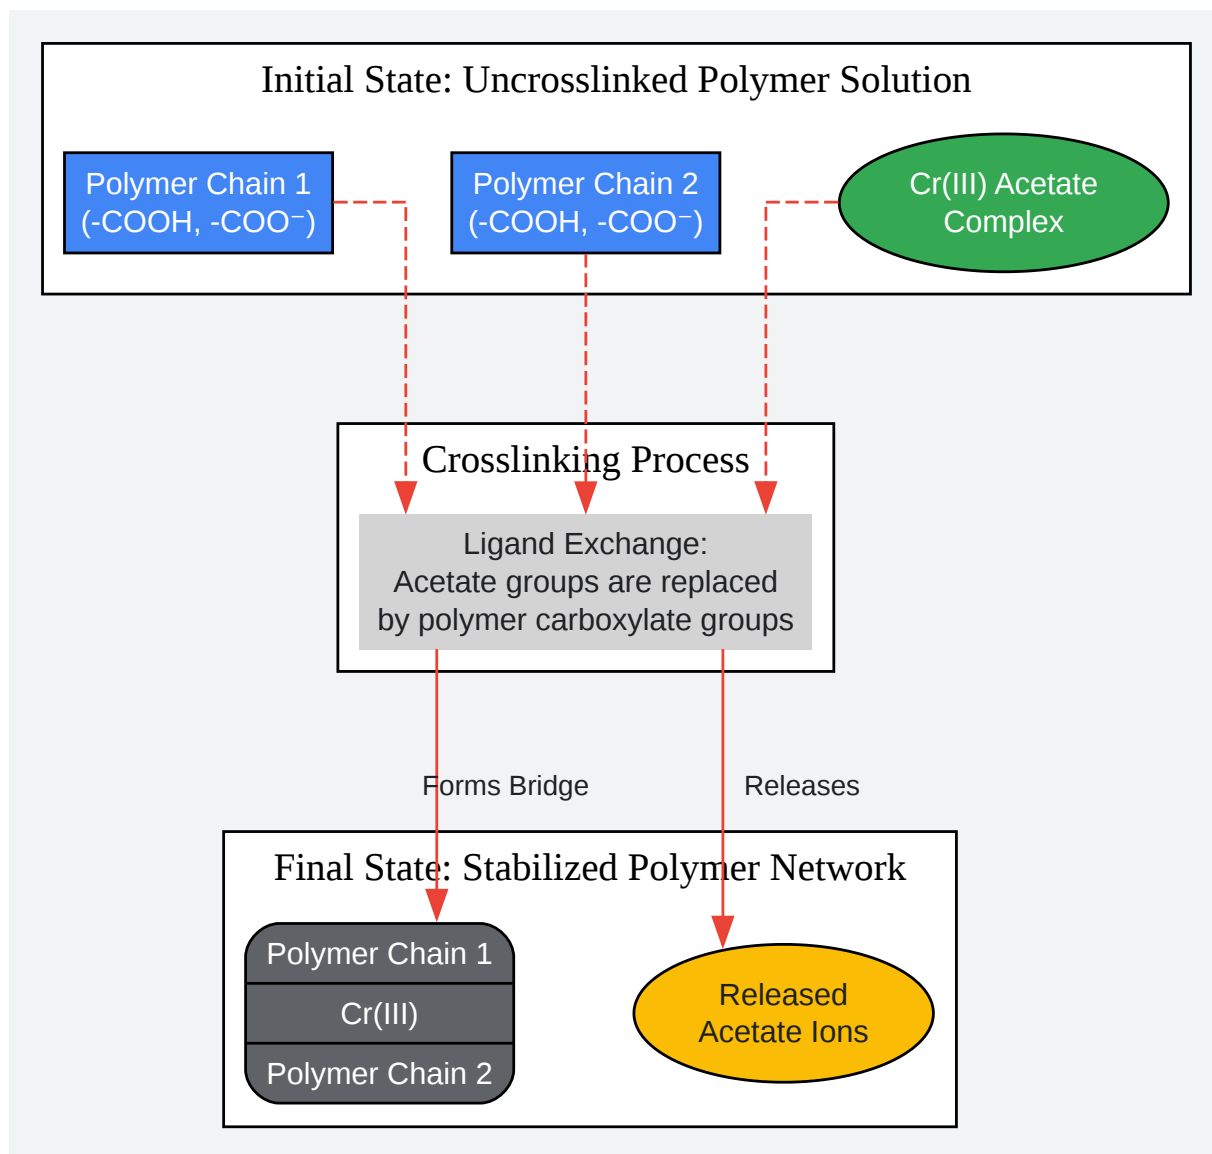 Initial State: Uncrosslinked Polymer Solution
Polymer Chain 1
(-COOH, -COO⁻)
Polymer Chain 2
(-COOH, -COO⁻)
Cr(III) Acetate
Complex
Crosslinking Process
Ligand Exchange:
Acetate groups are replaced
by polymer carboxylate groups
Forms Bridge
Releases
Final State: Stabilized Polymer Network
Polymer Chain 1
Cr(III)
Polymer Chain 2
Released
Acetate Ions